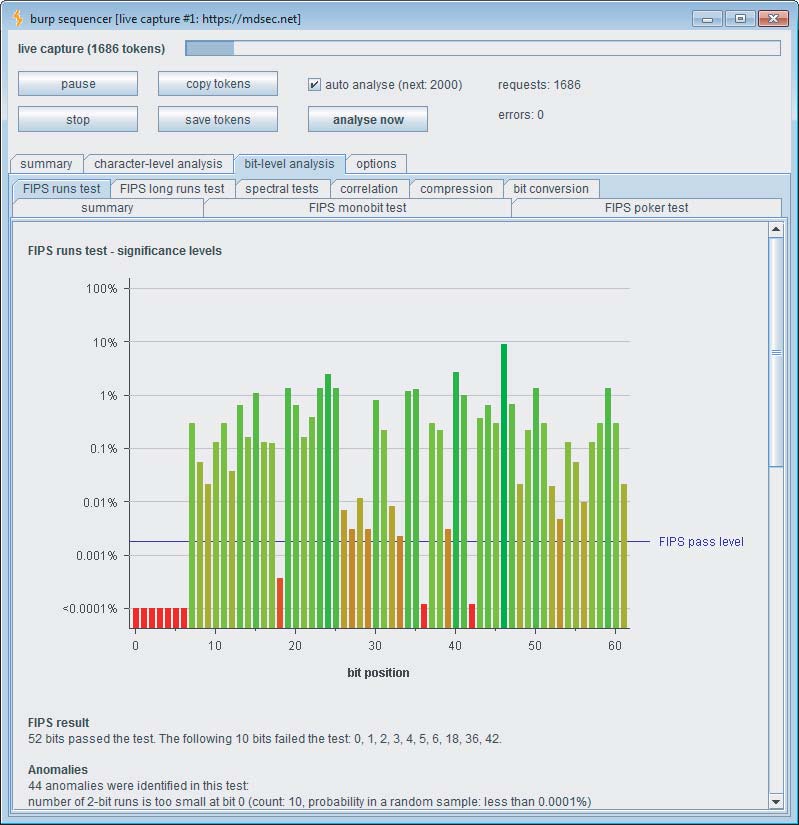 burp sequencer [live capture #1: https://mdsec.net]
live capture (1686 tokens)
pause copy tokens auto analyse (next: 2000) requests: 1686
stop save tokens analyse now errors: 0
summary character-level analysis bit-level analysis options
FIPS runs test FIPS long runs test spectral tests correlation compression bit conversion
summary FIPS monobit test FIPS poker test
FIPS runs test - significance levels
100%
10%
1%
0.1%
0.01%
FIPS pass level
0.001%
<0.0001%
0 10 20 30 40 50 60
bit position
FIPS result
52 bits passed the test. The following 10 bits failed the test: 0, 1, 2, 3, 4, 5, 6, 18, 36, 42.
Anomalies
44 anomalies were identified in this test:
number of 2-bit runs is too small at bit 0 (count: 10, probability in a random sample: less than 0.0001%)